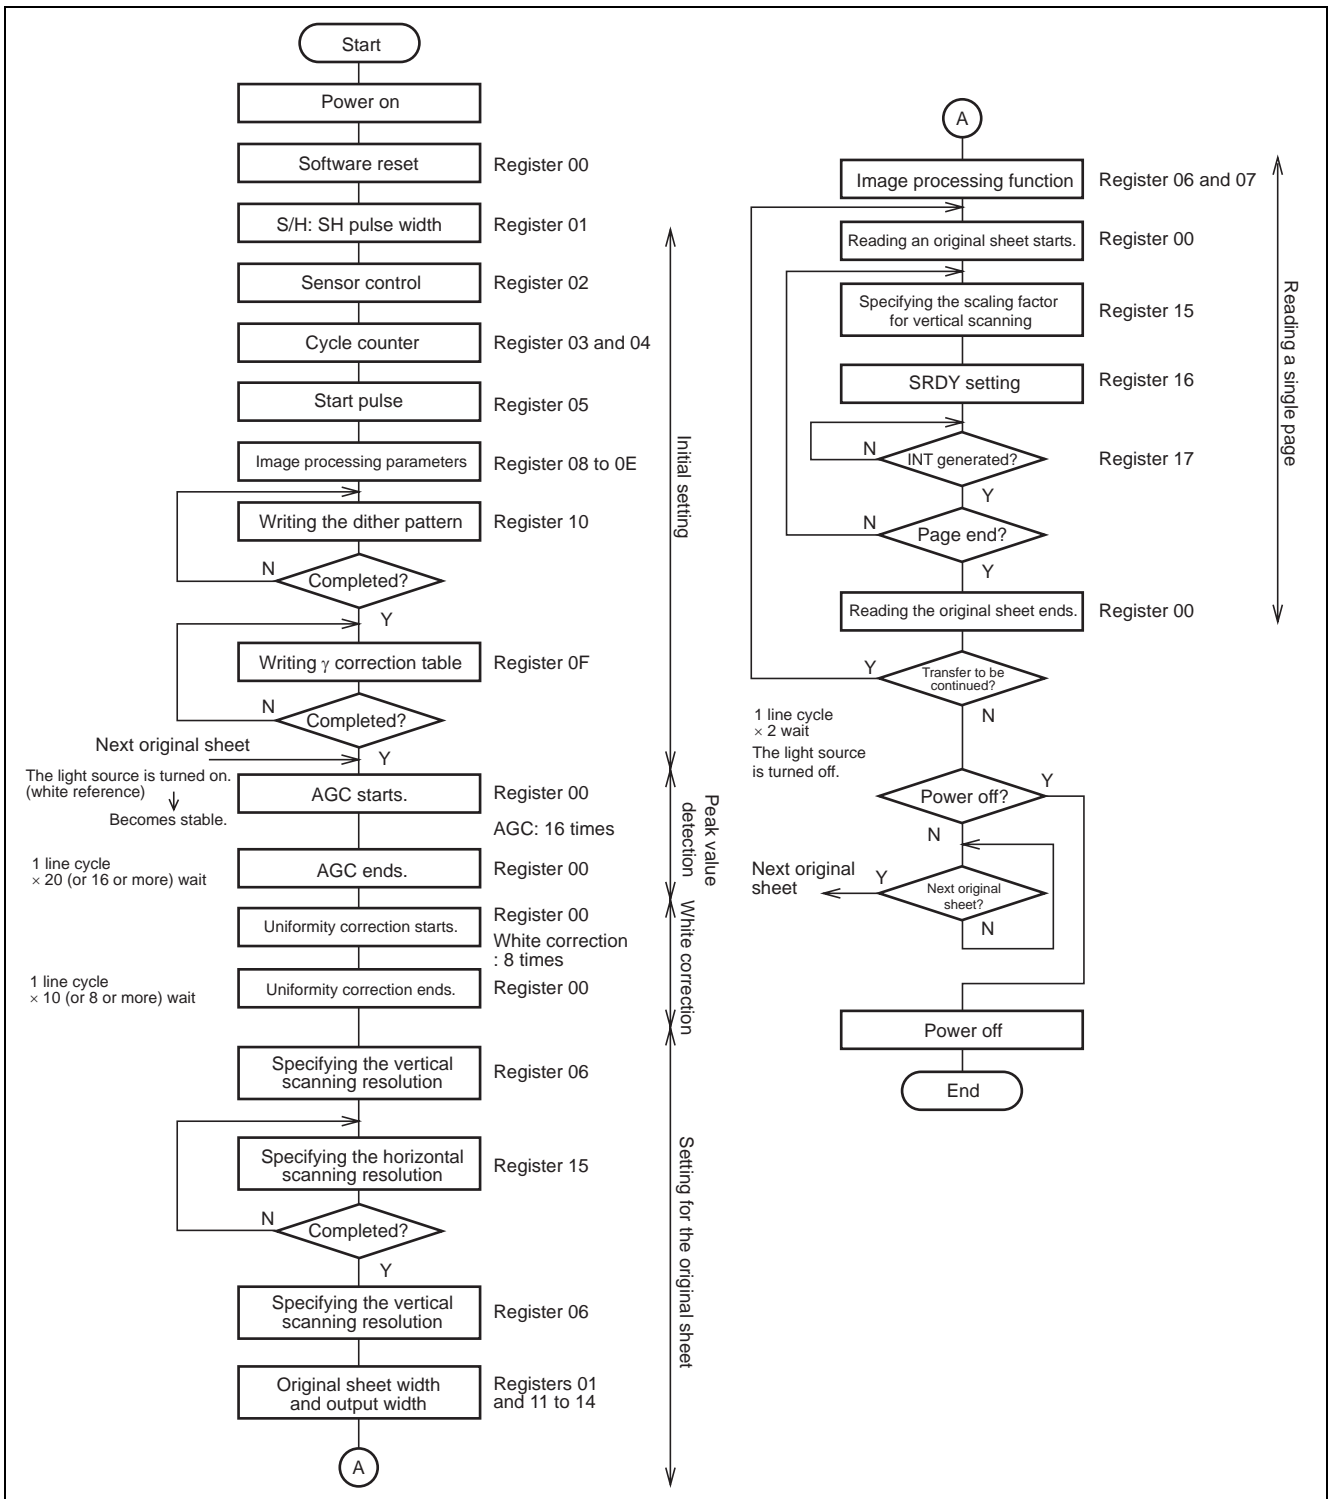 Start
Power on
Software reset
Register 00
S/H: SH pulse width
Register 01
Sensor control
Register 02
Cycle counter
Register 03 and 04
Start pulse
Register 05
Image processing parameters
Register 08 to 0E
Writing the dither pattern
Register 10
N
Completed?
Y
Writing γ correction table
Register 0F
N
Completed?
Y
Next original sheet
The light source is turned on.
(white reference)
Becomes stable.
AGC starts.
Register 00
AGC: 16 times
1 line cycle
× 20 (or 16 or more) wait
AGC ends.
Register 00
Uniformity correction starts.
Register 00
White correction
: 8 times
1 line cycle
× 10 (or 8 or more) wait
Uniformity correction ends.
Register 00
Specifying the vertical
scanning resolution
Register 06
Specifying the horizontal
scanning resolution
Register 15
N
Completed?
Y
Specifying the vertical
scanning resolution
Register 06
Original sheet width
and output width
Registers 01
and 11 to 14
A
Initial setting
Peak value
detection
White correction
Setting for the original sheet
A
Image processing function
Register 06 and 07
Reading an original sheet starts.
Register 00
Specifying the scaling factor
for vertical scanning
Register 15
SRDY setting
Register 16
N
INT generated?
Register 17
Y
N
Page end?
Y
Reading the original sheet ends.
Register 00
Y
Transfer to be
continued?
N
1 line cycle
× 2 wait
The light source
is turned off.
Power off?
Y
N
Next original
sheet
Y
Next original
sheet?
N
Power off
End
Reading a single page